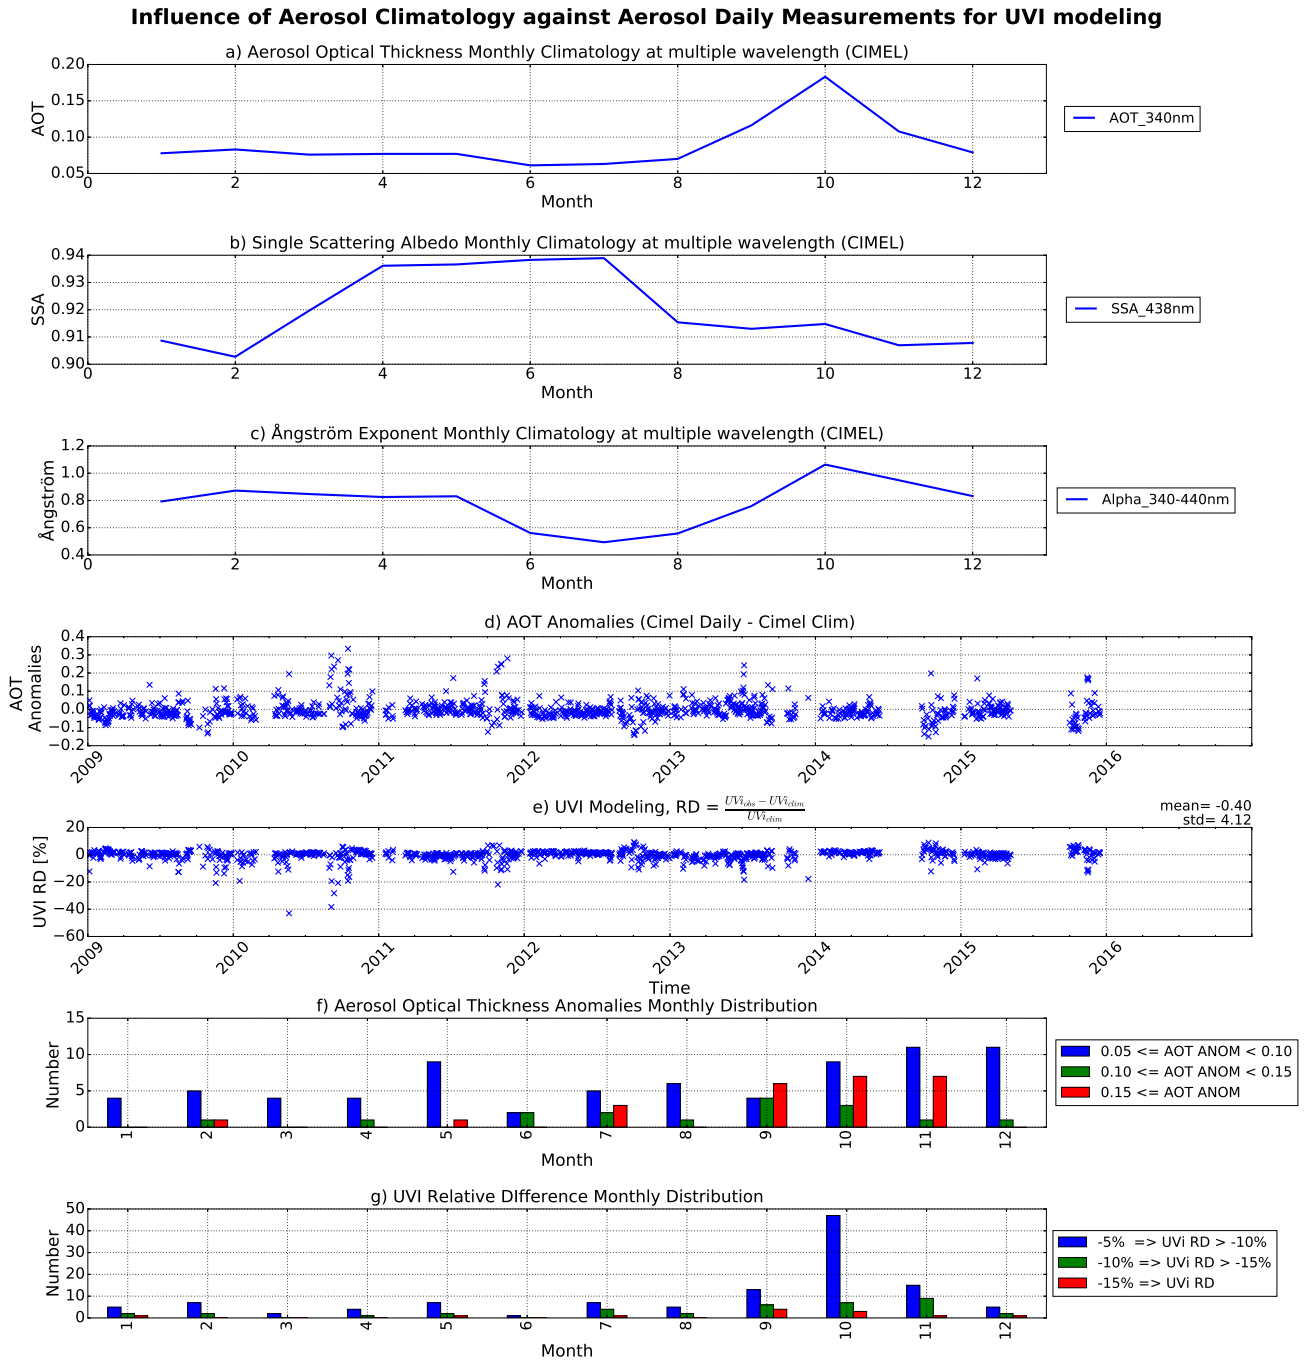 Influence of Aerosol Climatology against Aerosol Daily Measurements for UVI modeling
a) Aerosol Optical Thickness Monthly Climatology at multiple wavelength (CIMEL)
0.20
0.15
0.10
0.05
AOT
0 2 4 6 8 10 12
Month
AOT_340nm
b) Single Scattering Albedo Monthly Climatology at multiple wavelength (CIMEL)
0.94
0.93
0.92
0.91
0.90
SSA
0 2 4 6 8 10 12
Month
SSA_438nm
c) Ångström Exponent Monthly Climatology at multiple wavelength (CIMEL)
1.2
1.0
0.8
0.6
0.4
Ångström
0 2 4 6 8 10 12
Month
Alpha_340-440nm
d) AOT Anomalies (Cimel Daily - Cimel Clim)
0.4
0.3
0.2
0.1
0.0
−0.1
−0.2
AOT
Anomalies
2009 2010 2011 2012 2013 2014 2015 2016
e) UVI Modeling, RD = UVi_obs − UVi_clim / UVi_clim
mean= -0.40
std= 4.12
20
0
−20
−40
−60
UVI RD [%]
2009 2010 2011 2012 2013 2014 2015 2016
Time
f) Aerosol Optical Thickness Anomalies Monthly Distribution
15
10
5
0
Number
1 2 3 4 5 6 7 8 9 10 11 12
Month
0.05 <= AOT ANOM < 0.10
0.10 <= AOT ANOM < 0.15
0.15 <= AOT ANOM
g) UVI Relative DIfference Monthly Distribution
50
40
30
20
10
0
Number
1 2 3 4 5 6 7 8 9 10 11 12
Month
-5% => UVi RD > -10%
-10% => UVi RD > -15%
-15% => UVi RD